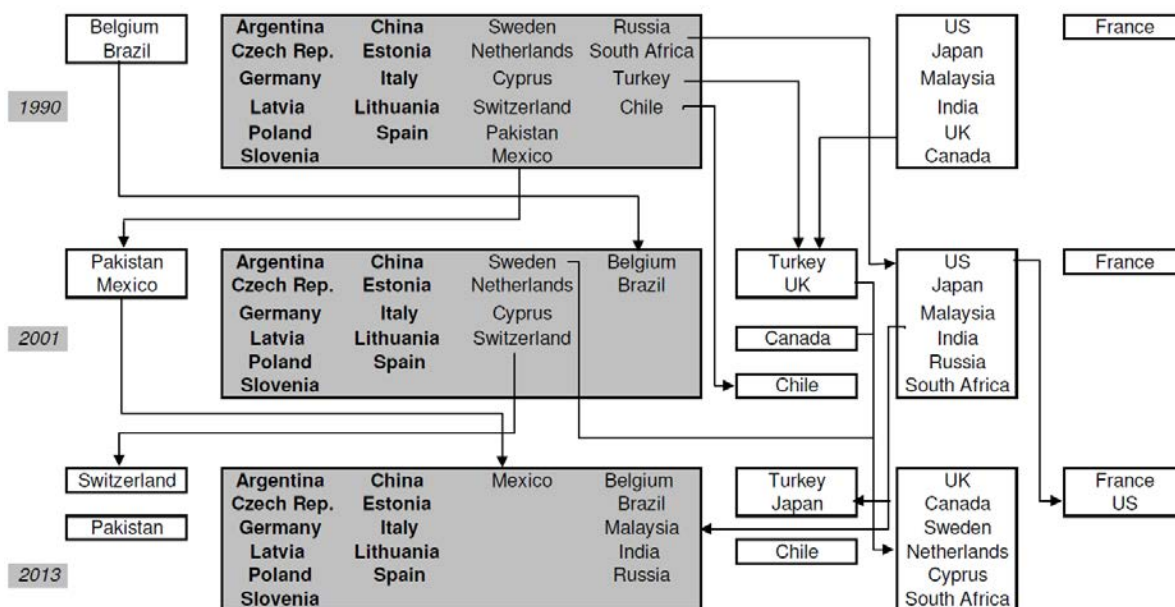 Belgium
Brazil
Argentina China Sweden Russia
Czech Rep. Estonia Netherlands South Africa
Germany Italy Cyprus Turkey
Latvia Lithuania Switzerland Chile
Poland Spain Pakistan
Slovenia Mexico
US
Japan
Malaysia
India
UK
Canada
France
1990
Pakistan
Mexico
Argentina China Sweden Belgium
Czech Rep. Estonia Netherlands Brazil
Germany Italy Cyprus
Latvia Lithuania Switzerland
Poland Spain
Slovenia
Turkey
UK
Canada
Chile
US
Japan
Malaysia
India
Russia
South Africa
France
2001
Switzerland
Pakistan
Argentina China Mexico Belgium
Czech Rep. Estonia Brazil
Germany Italy Malaysia
Latvia Lithuania India
Poland Spain Russia
Slovenia
Turkey
Japan
Chile
UK
Canada
Sweden
Netherlands
Cyprus
South Africa
France
US
2013